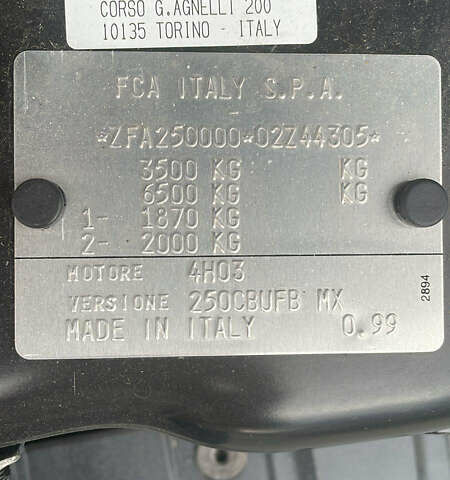 CORSO G.AGNELLI 200
10135 TORINO - ITALY
FCA ITALY S.P.A.
*ZFA250000*02Z44305*
3500 KG KG
6500 KG KG
1- 1870 KG
2- 2000 KG
MOTORE 4H03
VERSIONE 250CBUFB MX
MADE IN ITALY 0.99
2894